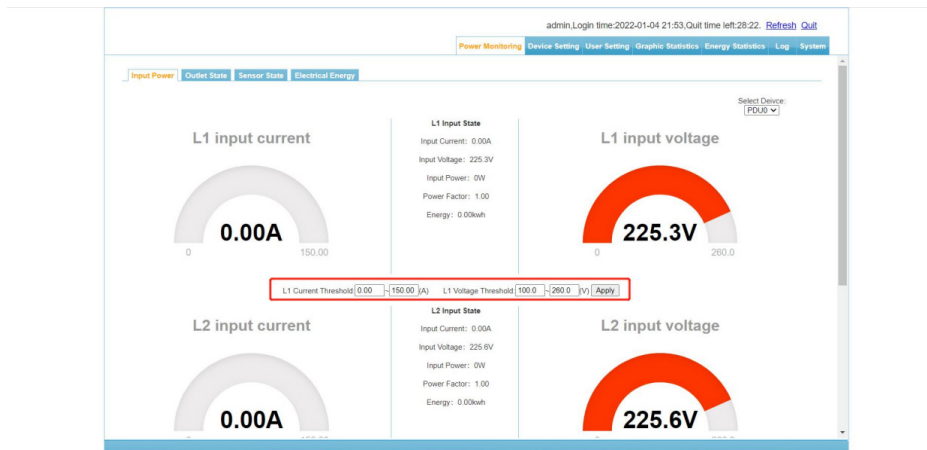 admin,Login time:2022-01-04 21:53,Quit time left:28:22. Refresh Quit
Power Monitoring Device Setting User Setting Graphic Statistics Energy Statistics Log System
Input Power Outlet State Sensor State Electrical Energy
Select Deivce:
PDU0
L1 input current
0.00A
0 150.00
L1 Input State
Input Current: 0.00A
Input Voltage: 225.3V
Input Power: 0W
Power Factor: 1.00
Energy: 0.00kwh
L1 input voltage
225.3V
0 260.0
L1 Current Threshold: 0.00 ~ 150.00 (A) L1 Voltage Threshold: 100.0 ~ 260.0 (V) Apply
L2 input current
0.00A
L2 Input State
Input Current: 0.00A
Input Voltage: 225.6V
Input Power: 0W
Power Factor: 1.00
Energy: 0.00kwh
L2 input voltage
225.6V